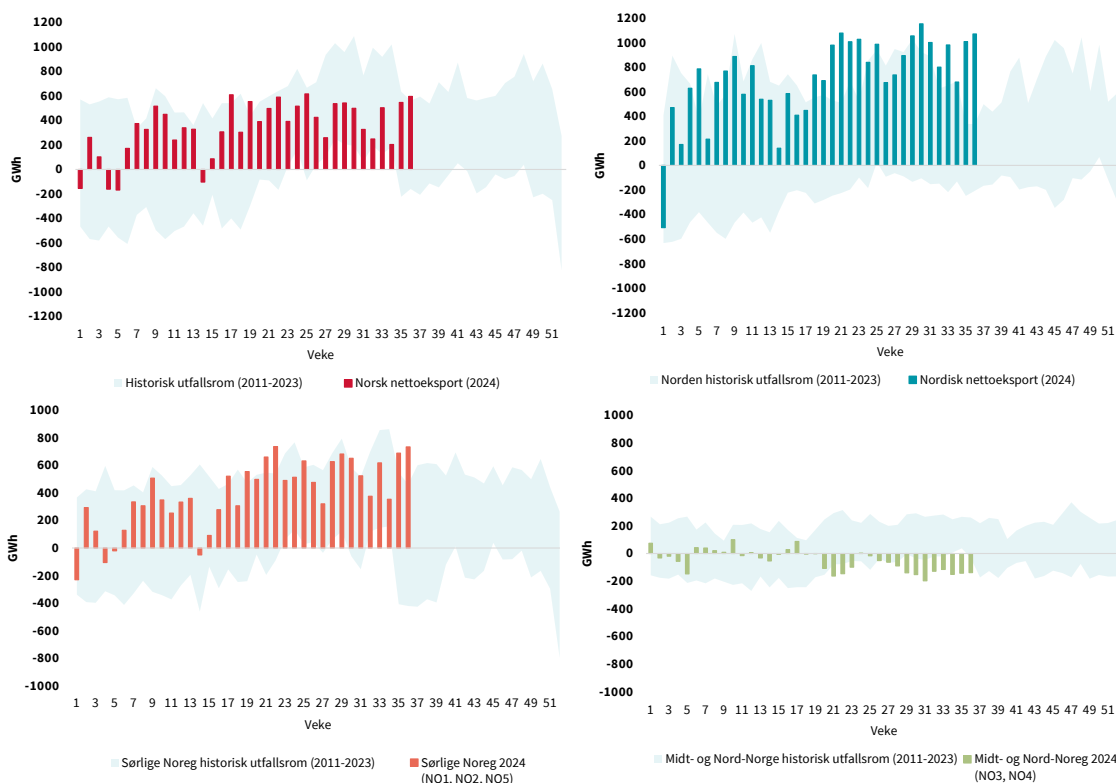 1200
1000
800
600
400
200
0
-200
-400
-600
-800
-1000
-1200
GWh
1 3 5 7 9 11 13 15 17 19 21 23 25 27 29 31 33 35 37 39 41 43 45 47 49 51
Veke
Historisk utfallsrom (2011-2023) Norsk nettoeksport (2024)
1200
1000
800
600
400
200
0
-200
-400
-600
-800
-1000
-1200
GWh
1 3 5 7 9 11 13 15 17 19 21 23 25 27 29 31 33 35 37 39 41 43 45 47 49 51
Veke
Norden historisk utfallsrom (2011-2023) Nordisk nettoeksport (2024)
1000
800
600
400
200
0
-200
-400
-600
-800
-1000
GWh
1 3 5 7 9 11 13 15 17 19 21 23 25 27 29 31 33 35 37 39 41 43 45 47 49 51
Veke
Sørlige Noreg historisk utfallsrom (2011-2023) Sørlige Noreg 2024
(NO1, NO2, NO5)
1000
800
600
400
200
0
-200
-400
-600
-800
-1000
GWh
1 3 5 7 9 11 13 15 17 19 21 23 25 27 29 31 33 35 37 39 41 43 45 47 49 51
Veke
Midt- og Nord-Norge historisk utfallsrom (2011-2023) Midt- og Nord-Noreg 2024
(NO3, NO4)